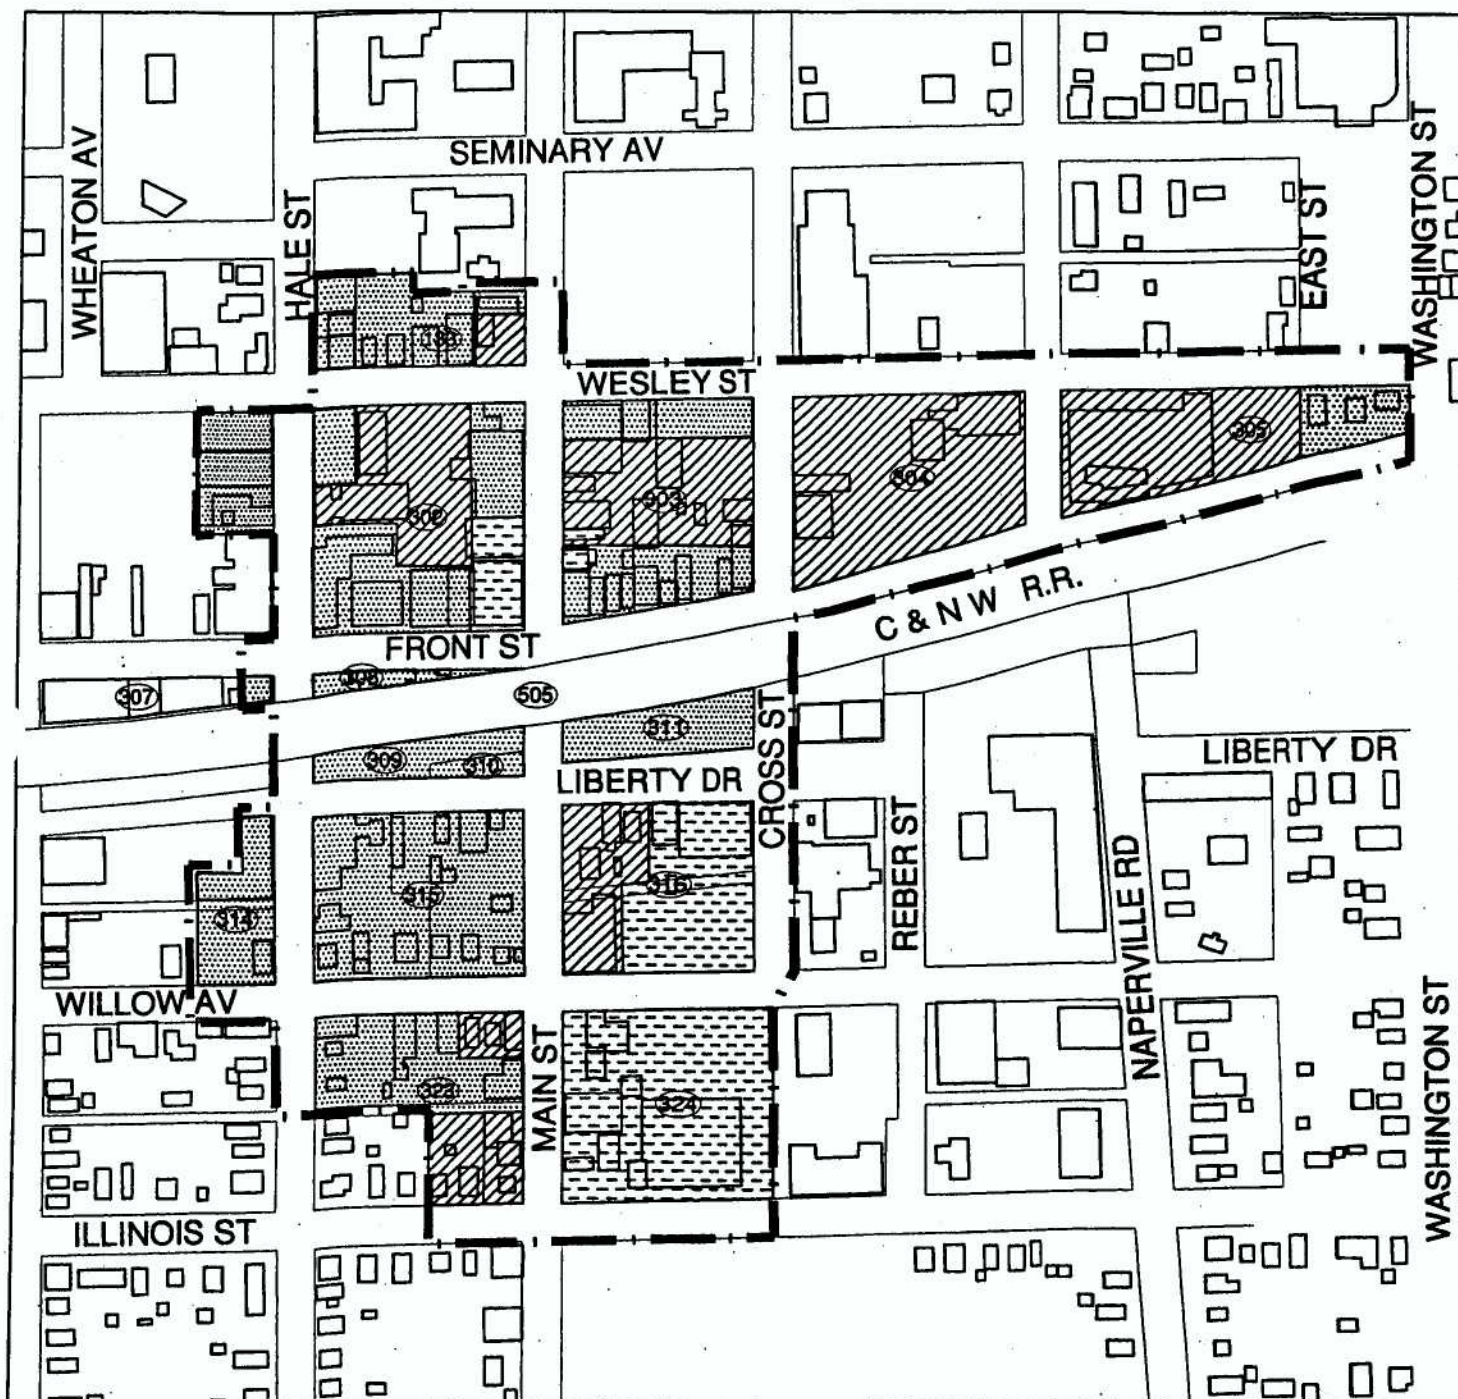 SEMINARY AV
WHEATON AV
HALE ST
EAST ST
WASHINGTON ST
WESLEY ST
302
303
304
305
C & N W R.R.
FRONT ST
307
308
505
309
310
311
LIBERTY DR
CROSS ST
LIBERTY DR
REBER ST
NAPERVILLE RD
314
315
316
WILLOW AV
MAIN ST
323
324
WASHINGTON ST
ILLINOIS ST